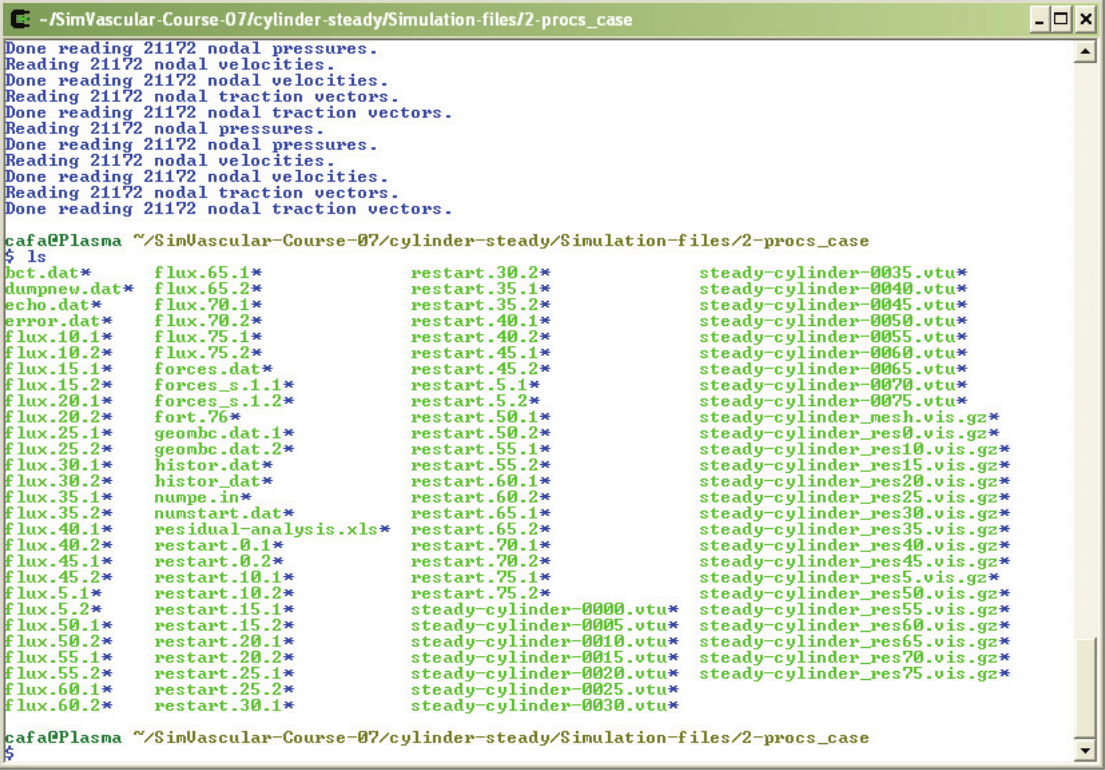 ~/SimVascular-Course-07/cylinder-steady/Simulation-files/2-procs_case
Done reading 21172 nodal pressures.
Reading 21172 nodal velocities.
Done reading 21172 nodal velocities.
Reading 21172 nodal traction vectors.
Done reading 21172 nodal traction vectors.
Reading 21172 nodal pressures.
Done reading 21172 nodal pressures.
Reading 21172 nodal velocities.
Done reading 21172 nodal velocities.
Reading 21172 nodal traction vectors.
Done reading 21172 nodal traction vectors.
cafa@Plasma ~/SimVascular-Course-07/cylinder-steady/Simulation-files/2-procs_case
$ ls
bct.dat* flux.65.1* restart.30.2* steady-cylinder-0035.vtu*
dumpnew.dat* flux.65.2* restart.35.1* steady-cylinder-0040.vtu*
echo.dat* flux.70.1* restart.35.2* steady-cylinder-0045.vtu*
error.dat* flux.70.2* restart.40.1* steady-cylinder-0050.vtu*
flux.10.1* flux.75.1* restart.40.2* steady-cylinder-0055.vtu*
flux.10.2* flux.75.2* restart.45.1* steady-cylinder-0060.vtu*
flux.15.1* forces.dat* restart.45.2* steady-cylinder-0065.vtu*
flux.15.2* forces_s.1.1* restart.5.1* steady-cylinder-0070.vtu*
flux.20.1* forces_s.1.2* restart.5.2* steady-cylinder-0075.vtu*
flux.20.2* fort.76* restart.50.1* steady-cylinder_mesh.vis.gz*
flux.25.1* geombc.dat.1* restart.50.2* steady-cylinder_res0.vis.gz*
flux.25.2* geombc.dat.2* restart.55.1* steady-cylinder_res10.vis.gz*
flux.30.1* histor.dat* restart.55.2* steady-cylinder_res15.vis.gz*
flux.30.2* histor_dat* restart.60.1* steady-cylinder_res20.vis.gz*
flux.35.1* numpe.in* restart.60.2* steady-cylinder_res25.vis.gz*
flux.35.2* numstart.dat* restart.65.1* steady-cylinder_res30.vis.gz*
flux.40.1* residual-analysis.xls* restart.65.2* steady-cylinder_res35.vis.gz*
flux.40.2* restart.0.1* restart.70.1* steady-cylinder_res40.vis.gz*
flux.45.1* restart.0.2* restart.70.2* steady-cylinder_res45.vis.gz*
flux.45.2* restart.10.1* restart.75.1* steady-cylinder_res5.vis.gz*
flux.5.1* restart.10.2* restart.75.2* steady-cylinder_res50.vis.gz*
flux.5.2* restart.15.1* steady-cylinder-0000.vtu* steady-cylinder_res55.vis.gz*
flux.50.1* restart.15.2* steady-cylinder-0005.vtu* steady-cylinder_res60.vis.gz*
flux.50.2* restart.20.1* steady-cylinder-0010.vtu* steady-cylinder_res65.vis.gz*
flux.55.1* restart.20.2* steady-cylinder-0015.vtu* steady-cylinder_res70.vis.gz*
flux.55.2* restart.25.1* steady-cylinder-0020.vtu* steady-cylinder_res75.vis.gz*
flux.60.1* restart.25.2* steady-cylinder-0025.vtu*
flux.60.2* restart.30.1* steady-cylinder-0030.vtu*
cafa@Plasma ~/SimVascular-Course-07/cylinder-steady/Simulation-files/2-procs_case
$